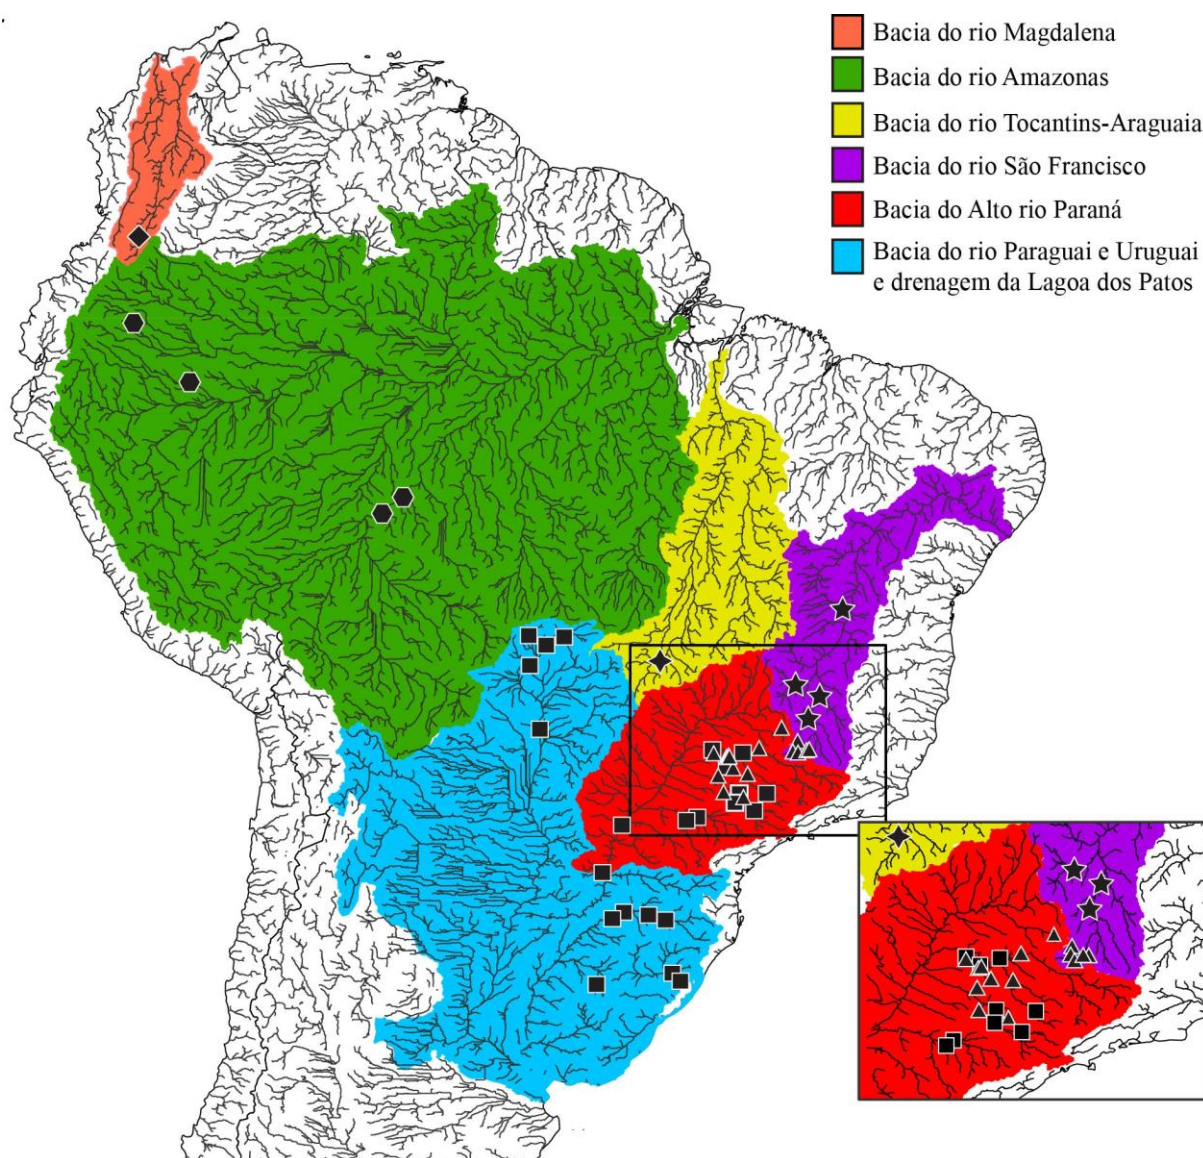 Bacia do rio Magdalena
Bacia do rio Amazonas
Bacia do rio Tocantins-Araguaia
Bacia do rio São Francisco
Bacia do Alto rio Paraná
Bacia do rio Paraguai e Uruguai
e drenagem da Lagoa dos Patos